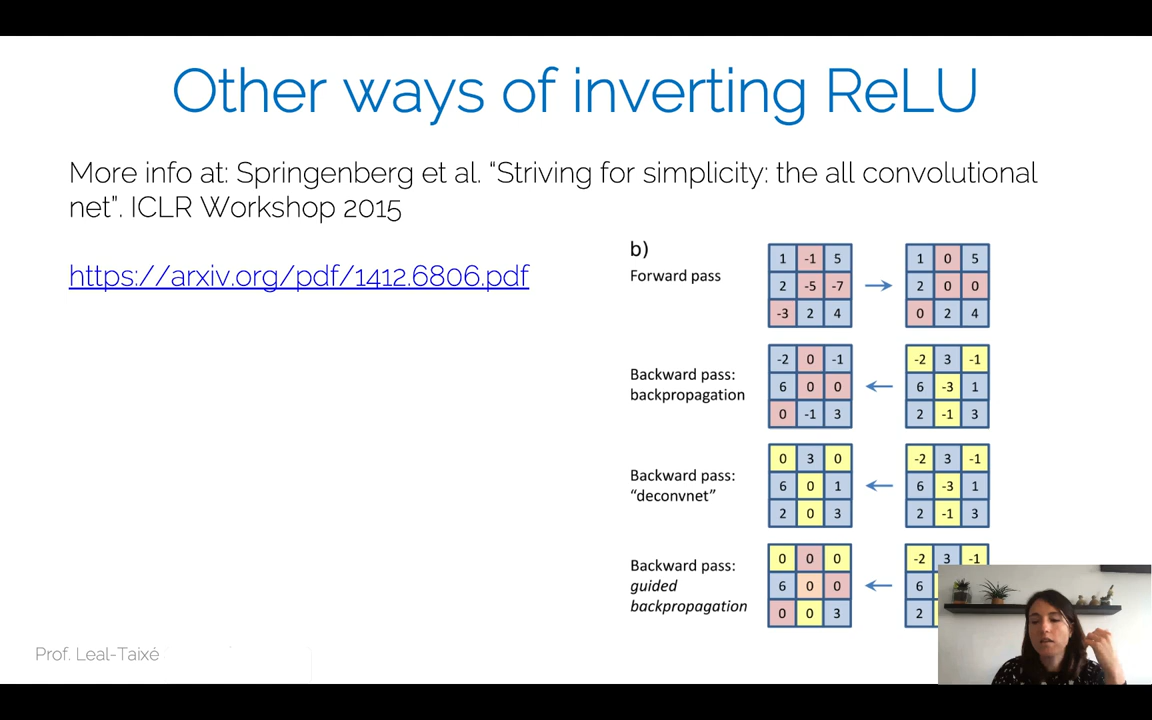 Other ways of inverting ReLU
More info at: Springenberg et al. “Striving for simplicity: the all convolutional
net”. ICLR Workshop 2015
https://arxiv.org/pdf/1412.6806.pdf
b)
Forward pass
1 -1 5 1 0 5
2 -5 -7 2 0 0
-3 2 4 0 2 4
Backward pass:
backpropagation
-2 0 -1 -2 3 -1
6 0 0 6 -3 1
0 -1 3 2 -1 3
Backward pass:
“deconvnet”
0 3 0 -2 3 -1
6 0 1 6 -3 1
2 0 3 2 -1 3
Backward pass:
guided
backpropagation
0 0 0 -2 3 -1
6 0 0 6
0 0 3 2
Prof. Leal-Taixé